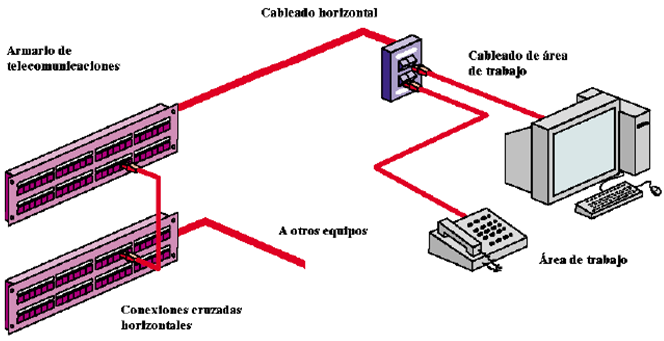 Cableado horizontal
Armario de
telecomunicaciones
Cableado de área
de trabajo
A otros equipos
Área de trabajo
Conexiones cruzadas
horizontales